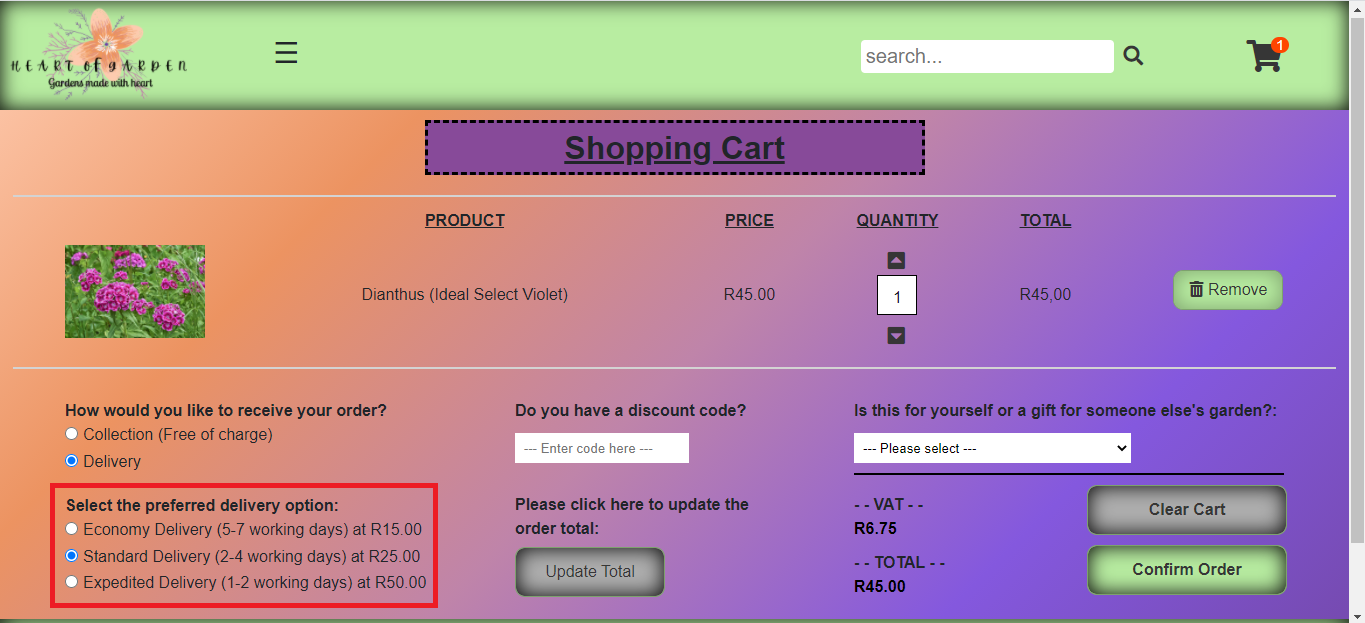 HEART OF GARDEN
Gardens made with heart
search...
1
Shopping Cart
PRODUCT PRICE QUANTITY TOTAL
Dianthus (Ideal Select Violet) R45.00 1 R45,00 Remove
How would you like to receive your order?
Collection (Free of charge)
Delivery
Select the preferred delivery option:
Economy Delivery (5-7 working days) at R15.00
Standard Delivery (2-4 working days) at R25.00
Expedited Delivery (1-2 working days) at R50.00
Do you have a discount code?
--- Enter code here ---
Please click here to update the
order total:
Update Total
Is this for yourself or a gift for someone else's garden?:
--- Please select ---
- - VAT - -
R6.75
- - TOTAL - -
R45.00
Clear Cart
Confirm Order